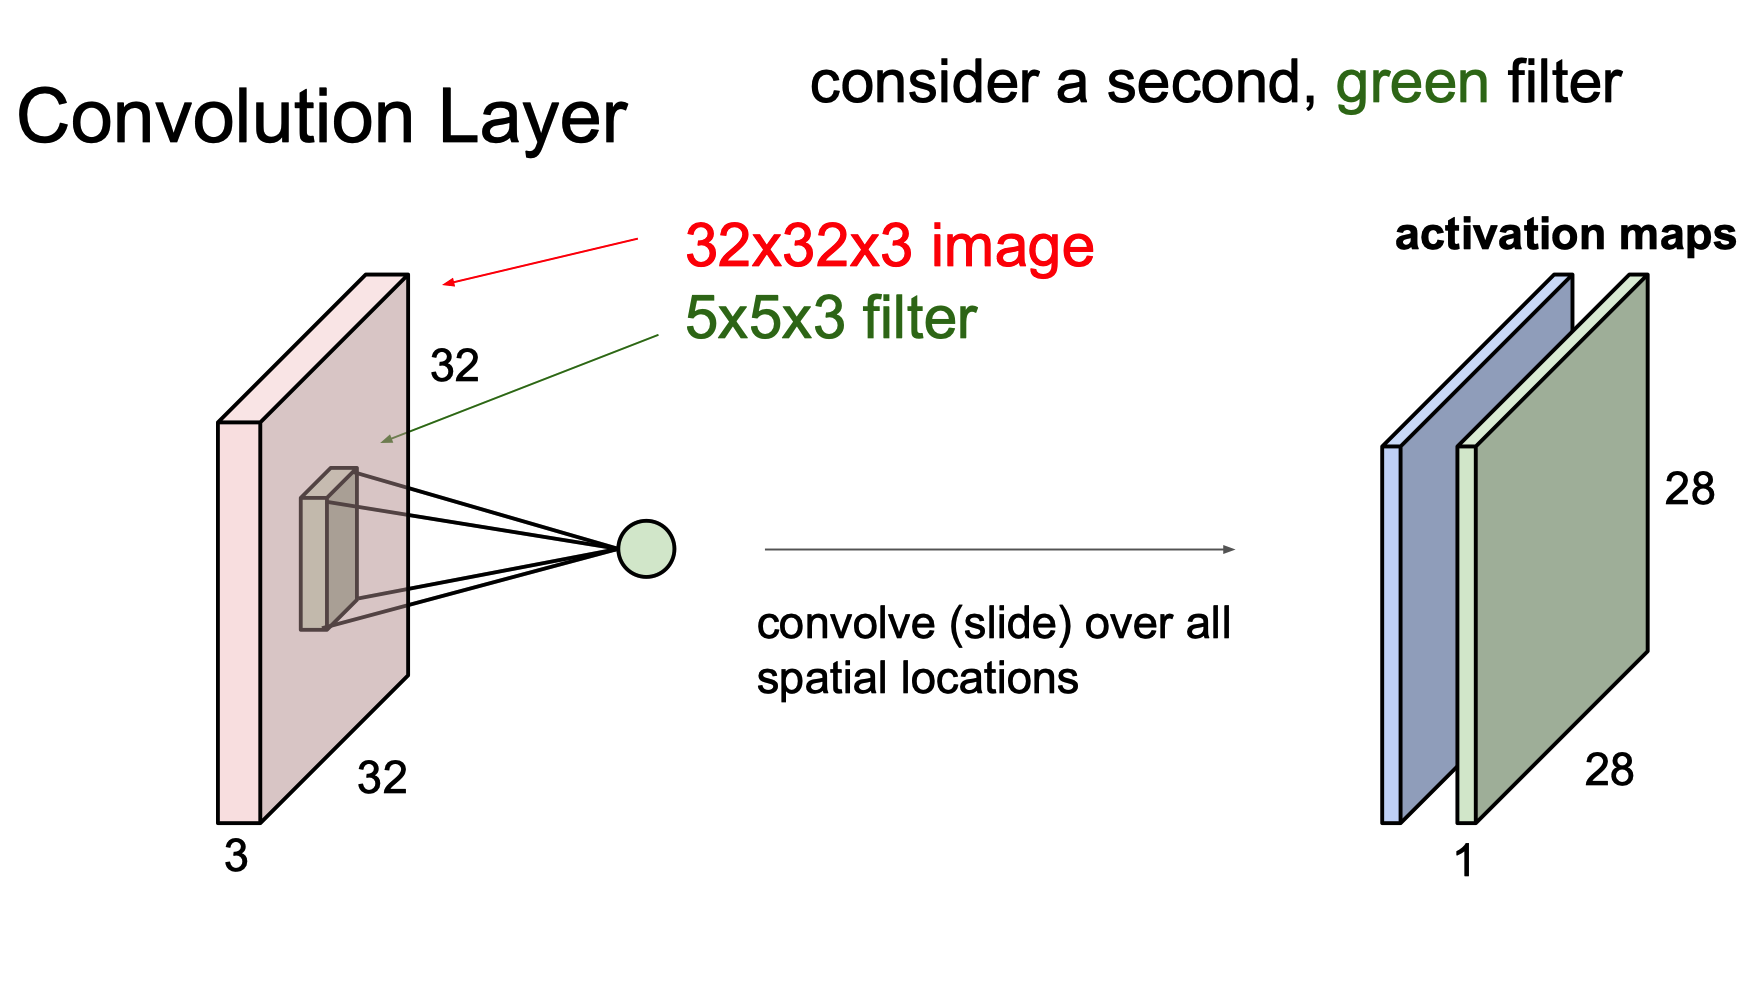 Convolution Layer
consider a second, green filter
32x32x3 image
5x5x3 filter
32
32
3
convolve (slide) over all
spatial locations
activation maps
28
28
1